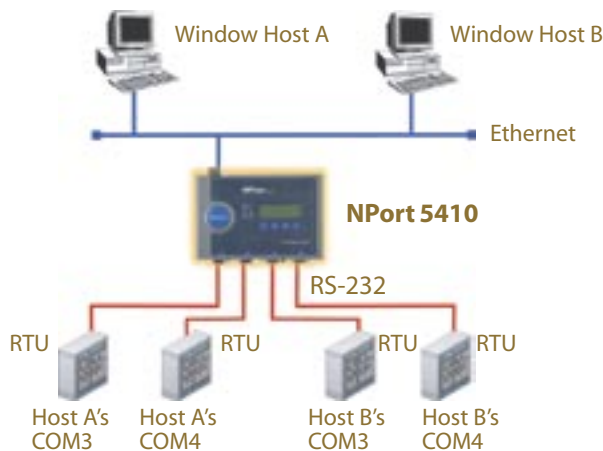 Window Host A
Window Host B
Ethernet
NPort 5410
RS-232
RTU
RTU
RTU
RTU
Host A's
COM3
Host A's
COM4
Host B's
COM3
Host B's
COM4